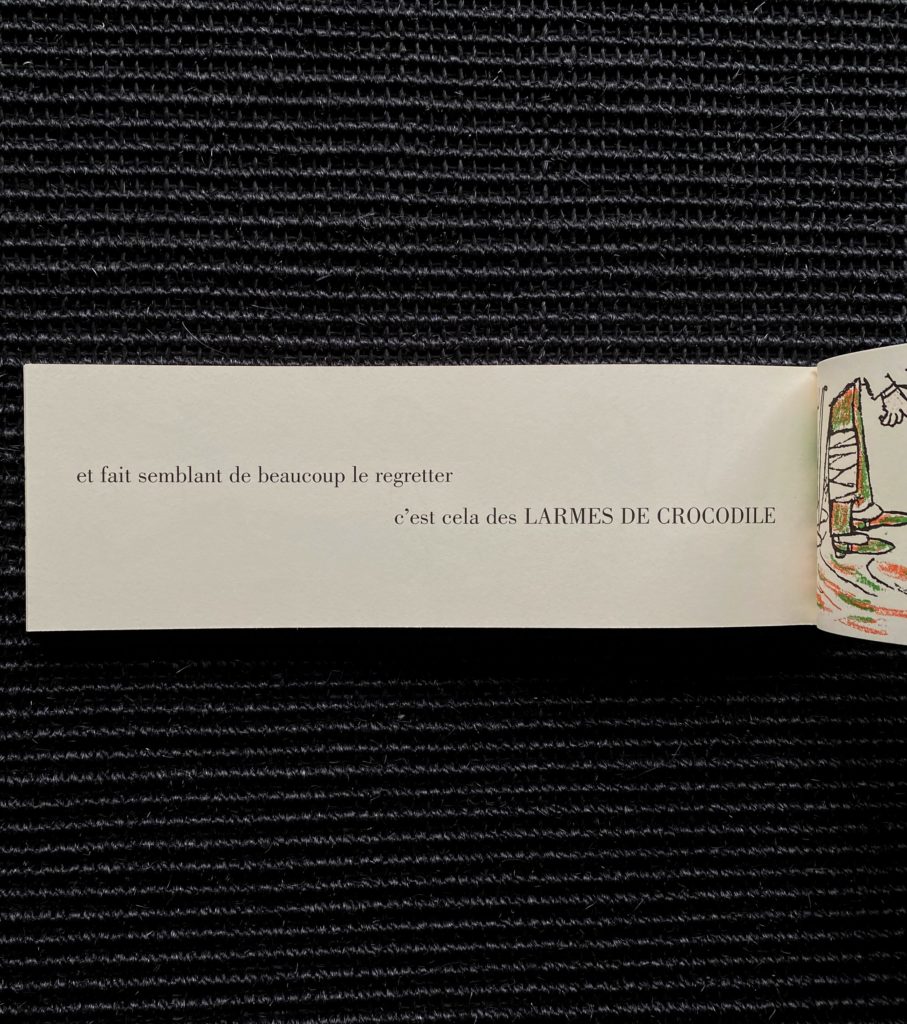 et fait semblant de beaucoup le regretter
c’est cela des LARMES DE CROCODILE